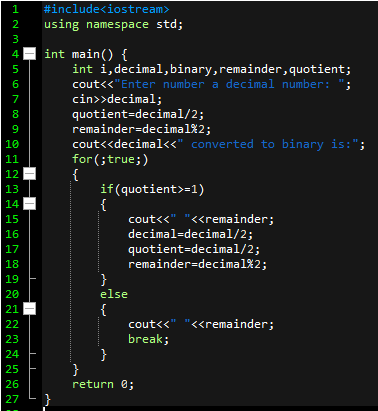 1 #include<iostream>
2 using namespace std;
3
4 int main() {
5 int i,decimal,binary,remainder,quotient;
6 cout<<"Enter number a decimal number: ";
7 cin>>decimal;
8 quotient=decimal/2;
9 remainder=decimal%2;
10 cout<<decimal<<" converted to binary is:";
11 for(;true;)
12 {
13 if(quotient>=1)
14 {
15 cout<<" "<<remainder;
16 decimal=decimal/2;
17 quotient=decimal/2;
18 remainder=decimal%2;
19 }
20 else
21 {
22 cout<<" "<<remainder;
23 break;
24 }
25 }
26 return 0;
27 }